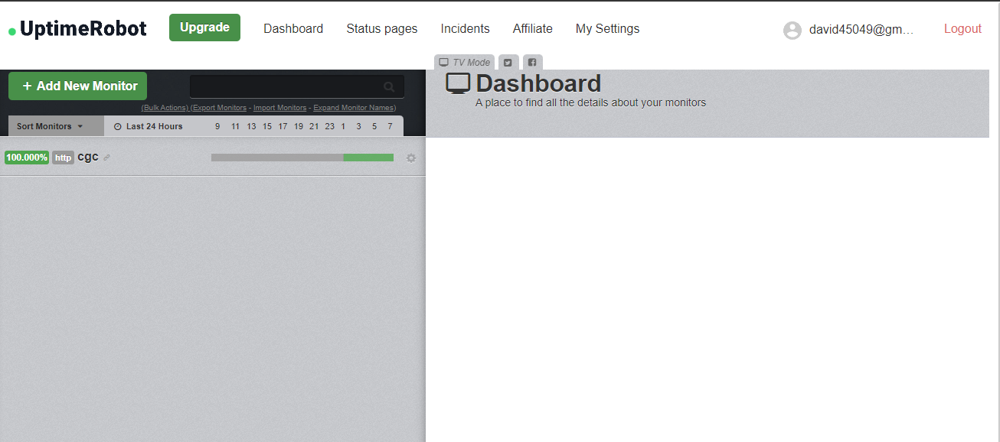 UptimeRobot Upgrade Dashboard Status pages Incidents Affiliate My Settings david45049@gm... Logout
TV Mode
+ Add New Monitor
(Bulk Actions) (Export Monitors - Import Monitors - Expand Monitor Names)
Sort Monitors Last 24 Hours 9 11 13 15 17 19 21 23 1 3 5 7
100.000% http cgc
Dashboard
A place to find all the details about your monitors